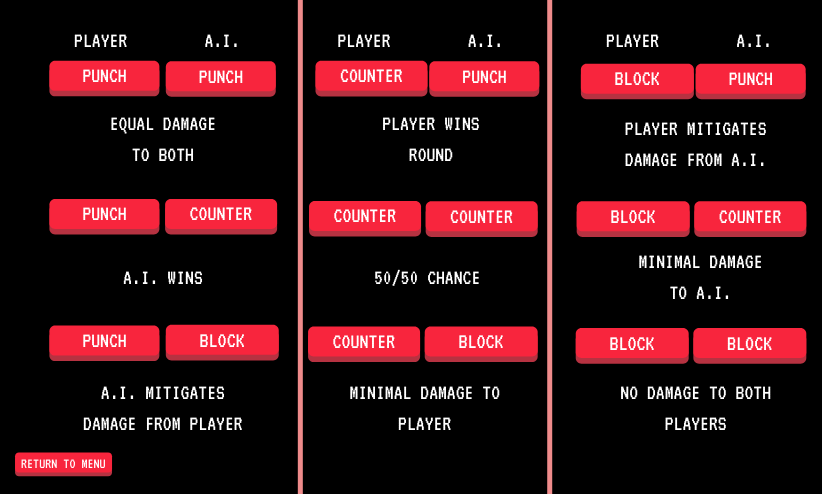 PLAYER A.I.
PUNCH PUNCH
EQUAL DAMAGE
TO BOTH
PUNCH COUNTER
A.I. WINS
PUNCH BLOCK
A.I. MITIGATES
DAMAGE FROM PLAYER
RETURN TO MENU
PLAYER A.I.
COUNTER PUNCH
PLAYER WINS
ROUND
COUNTER COUNTER
50/50 CHANCE
COUNTER BLOCK
MINIMAL DAMAGE TO
PLAYER
PLAYER A.I.
BLOCK PUNCH
PLAYER MITIGATES
DAMAGE FROM A.I.
BLOCK COUNTER
MINIMAL DAMAGE
TO A.I.
BLOCK BLOCK
NO DAMAGE TO BOTH
PLAYERS